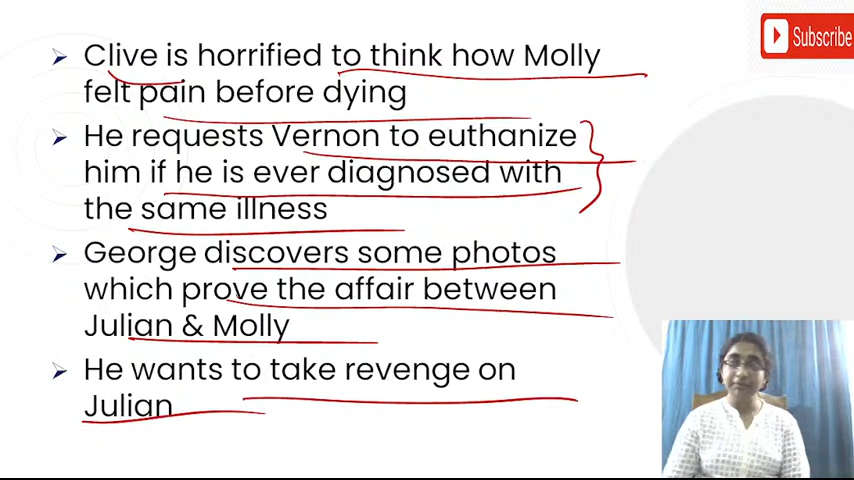 Subscribe
Clive is horrified to think how Molly
felt pain before dying
He requests Vernon to euthanize
him if he is ever diagnosed with
the same illness
George discovers some photos
which prove the affair between
Julian & Molly
He wants to take revenge on
Julian